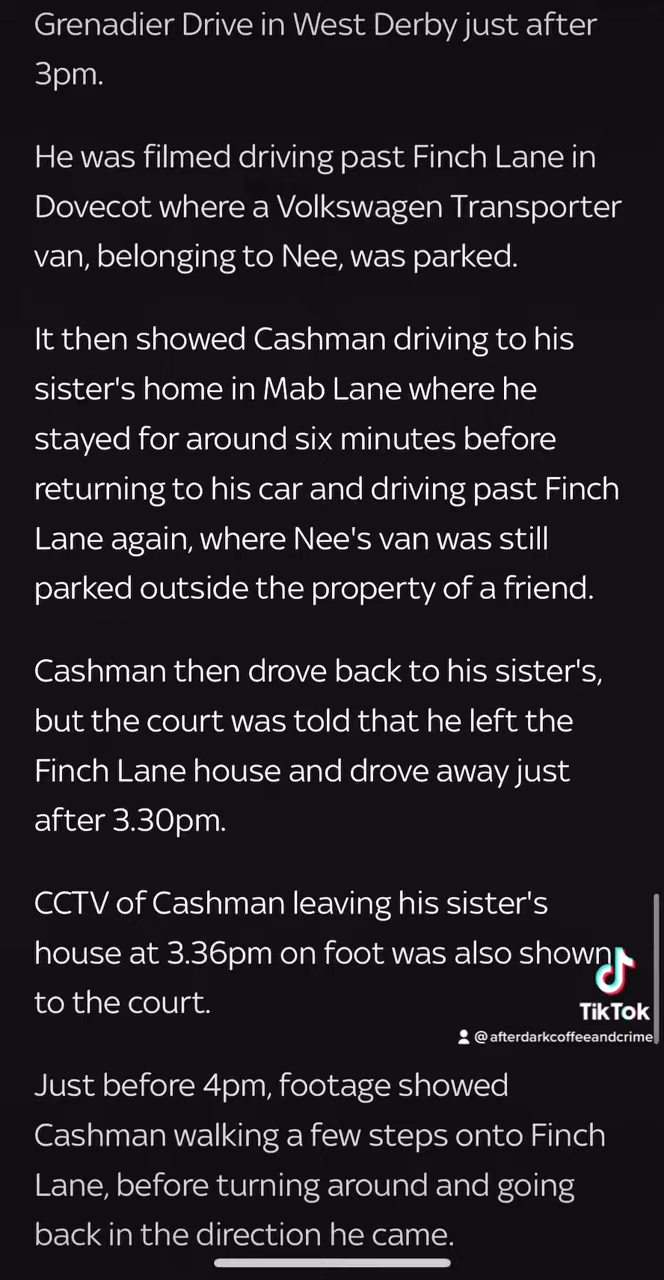 Grenadier Drive in West Derby just after
3pm.
He was filmed driving past Finch Lane in
Dovecot where a Volkswagen Transporter
van, belonging to Nee, was parked.
It then showed Cashman driving to his
sister's home in Mab Lane where he
stayed for around six minutes before
returning to his car and driving past Finch
Lane again, where Nee's van was still
parked outside the property of a friend.
Cashman then drove back to his sister's,
but the court was told that he left the
Finch Lane house and drove away just
after 3.30pm.
CCTV of Cashman leaving his sister's
house at 3.36pm on foot was also shown
to the court.
TikTok
@afterdarkcoffeeandcrime
Just before 4pm, footage showed
Cashman walking a few steps onto Finch
Lane, before turning around and going
back in the direction he came.